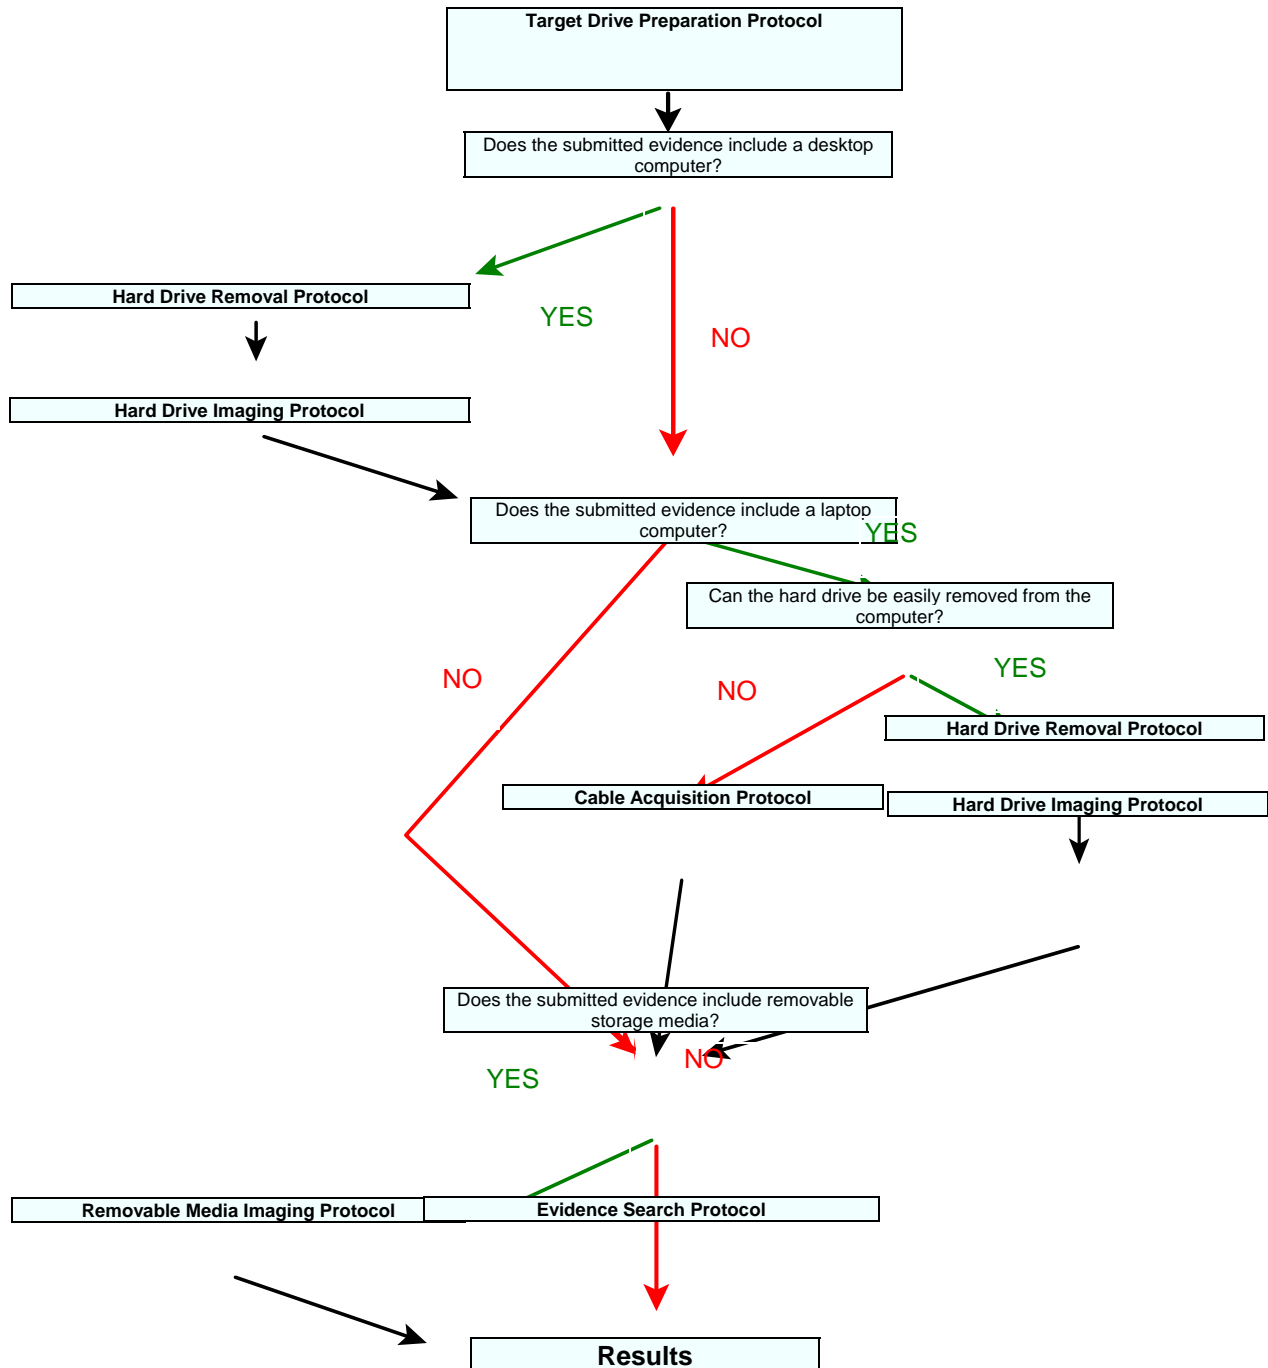 Target Drive Preparation Protocol
Does the submitted evidence include a desktop
computer?
Hard Drive Removal Protocol
YES
NO
Hard Drive Imaging Protocol
Does the submitted evidence include a laptop
computer?
YES
Can the hard drive be easily removed from the
computer?
NO
NO
YES
Hard Drive Removal Protocol
Cable Acquisition Protocol
Hard Drive Imaging Protocol
Does the submitted evidence include removable
storage media?
NO
YES
Removable Media Imaging Protocol
Evidence Search Protocol
Results